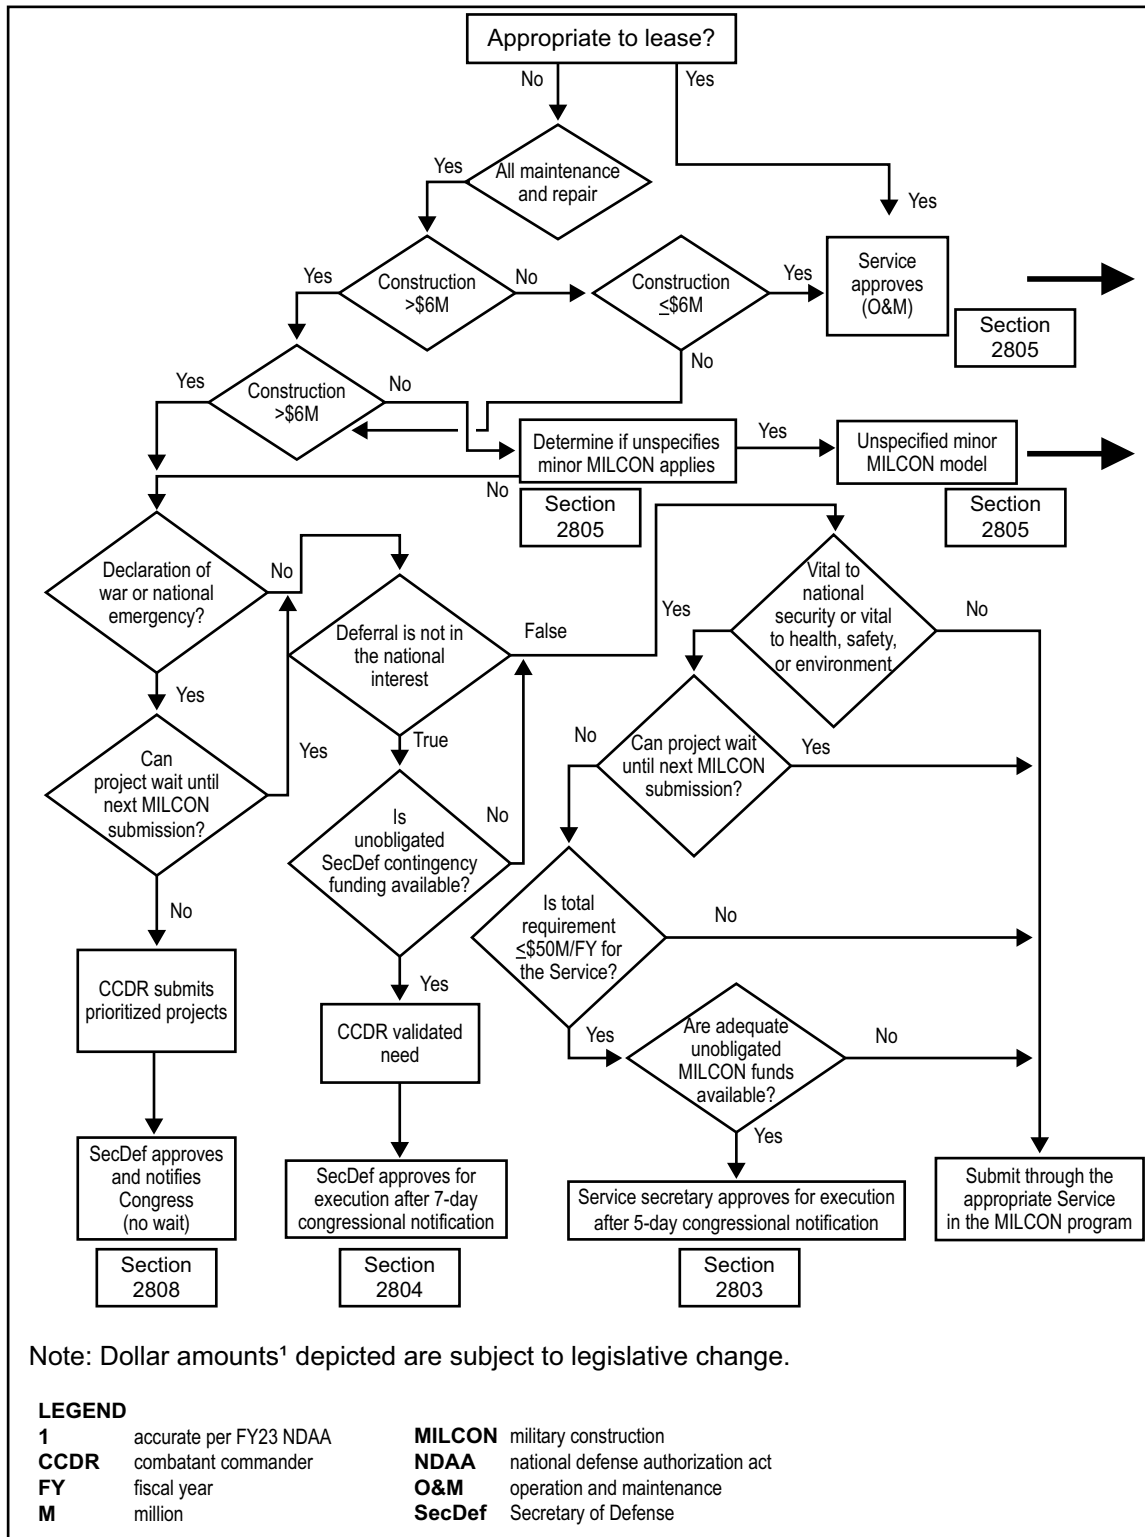 Appropriate to lease?
No
Yes
All maintenance
and repair
Yes
Yes
Construction
>$6M
Yes
No
Construction
≤$6M
Yes
No
Service
approves
(O&M)
Section
2805
Construction
>$6M
Yes
No
Determine if unspecifies
minor MILCON applies
Yes
No
Section
2805
Unspecified minor
MILCON model
Section
2805
Declaration of
war or national
emergency?
No
Yes
Deferral is not in
the national
interest
False
True
Vital to
national
security or vital
to health, safety,
or environment
Yes
No
Can
project wait until
next MILCON
submission?
Yes
No
Is
unobligated
SecDef contingency
funding available?
No
Yes
Can project wait
until next MILCON
submission?
No
Yes
Is total
requirement
≤$50M/FY for
the Service?
No
Yes
Are adequate
unobligated
MILCON funds
available?
No
Yes
CCDR submits
prioritized projects
CCDR validated
need
SecDef approves
and notifies
Congress
(no wait)
Section
2808
SecDef approves for
execution after 7-day
congressional notification
Section
2804
Service secretary approves for execution
after 5-day congressional notification
Section
2803
Submit through the
appropriate Service
in the MILCON program
Note: Dollar amounts¹ depicted are subject to legislative change.
LEGEND
1 accurate per FY23 NDAA
CCDR combatant commander
FY fiscal year
M million
MILCON military construction
NDAA national defense authorization act
O&M operation and maintenance
SecDef Secretary of Defense